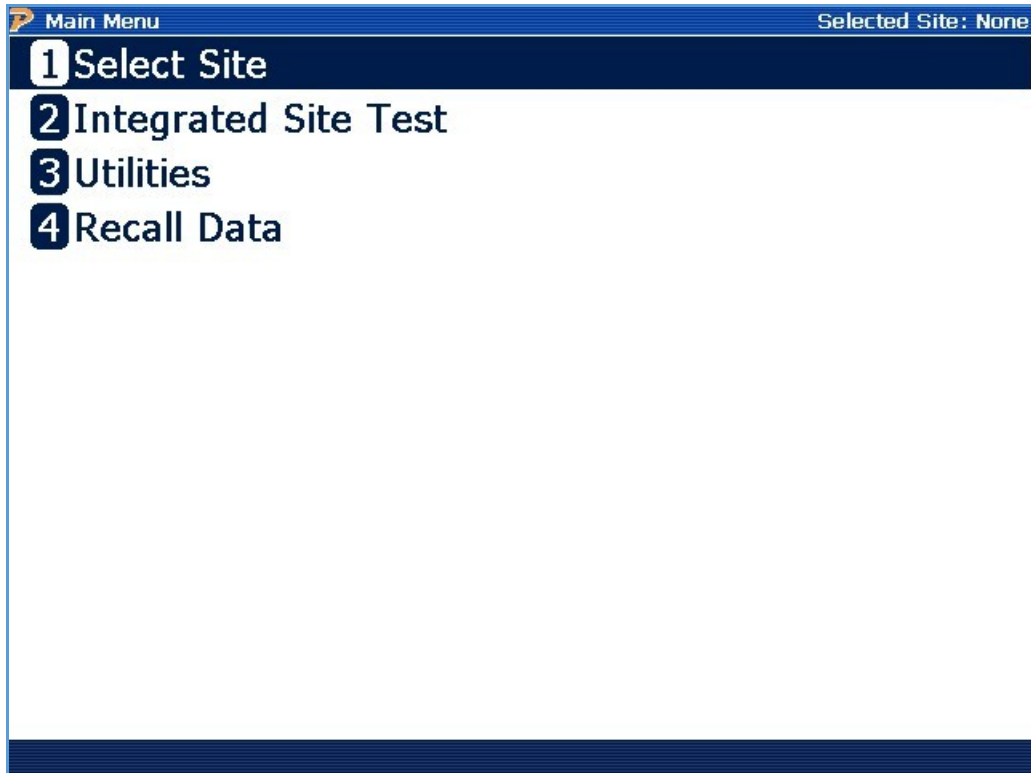 Main Menu Selected Site: None
1 Select Site
2 Integrated Site Test
3 Utilities
4 Recall Data